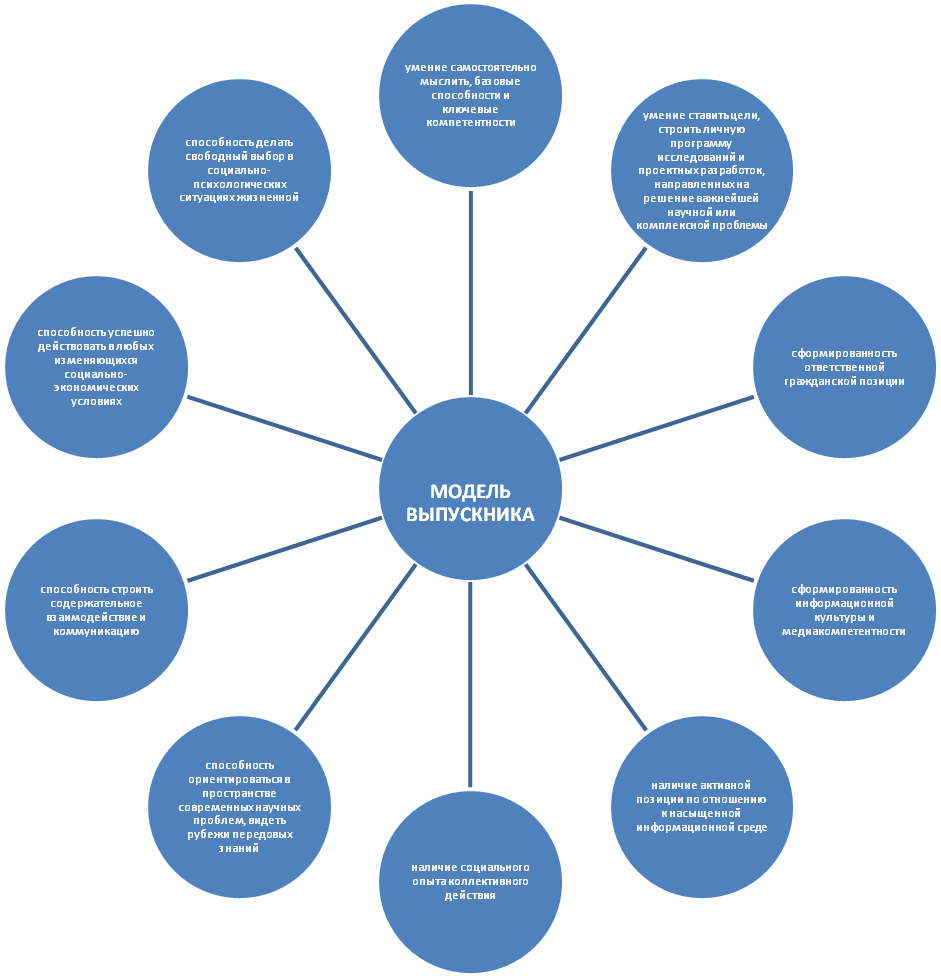 умение самостоятельно
мыслить, базовые
способности и
ключевые
компетентности
умение ставить цели,
строить личную
программу
исследований и
проектных разработок,
направленных на
решение важнейшей
научной или
комплексной проблемы
сформированность
ответственной
гражданской позиции
сформированность
информационной
культуры и
медиакомпетентности
наличие активной
позиции по отношению
к насыщенной
информационной среде
наличие социального
опыта коллективного
действия
способность
ориентироваться в
пространстве
современных научных
проблем, видеть
рубежи передовых
знаний
способность строить
содержательное
взаимодействие и
коммуникацию
способность успешно
действовать в любых
изменяющихся
социально-
экономических
условиях
способность делать
свободный выбор в
социально-
психологических
ситуациях жизненной
МОДЕЛЬ
ВЫПУСКНИКА